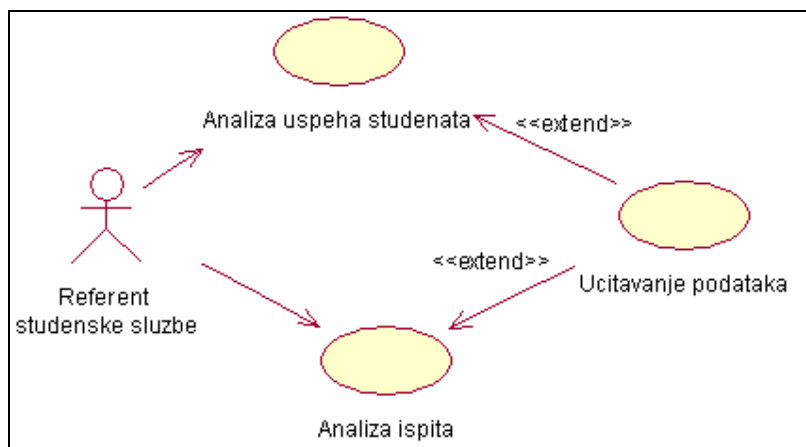 Analiza uspeha studenata
<<extend>>
<<extend>>
Referent
studenske sluzbe
Ucitavanje podataka
Analiza ispita